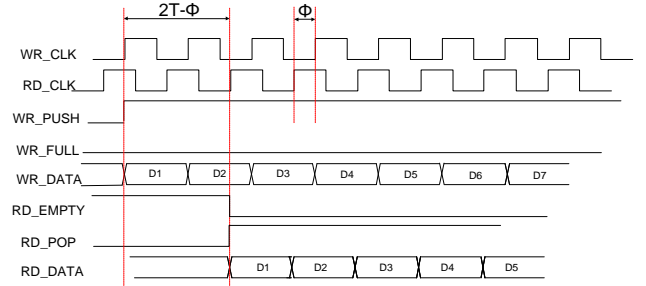 2T-Φ Φ
WR_CLK
RD_CLK
WR_PUSH
WR_FULL
WR_DATA D1 D2 D3 D4 D5 D6 D7
RD_EMPTY
RD_POP
RD_DATA D1 D2 D3 D4 D5